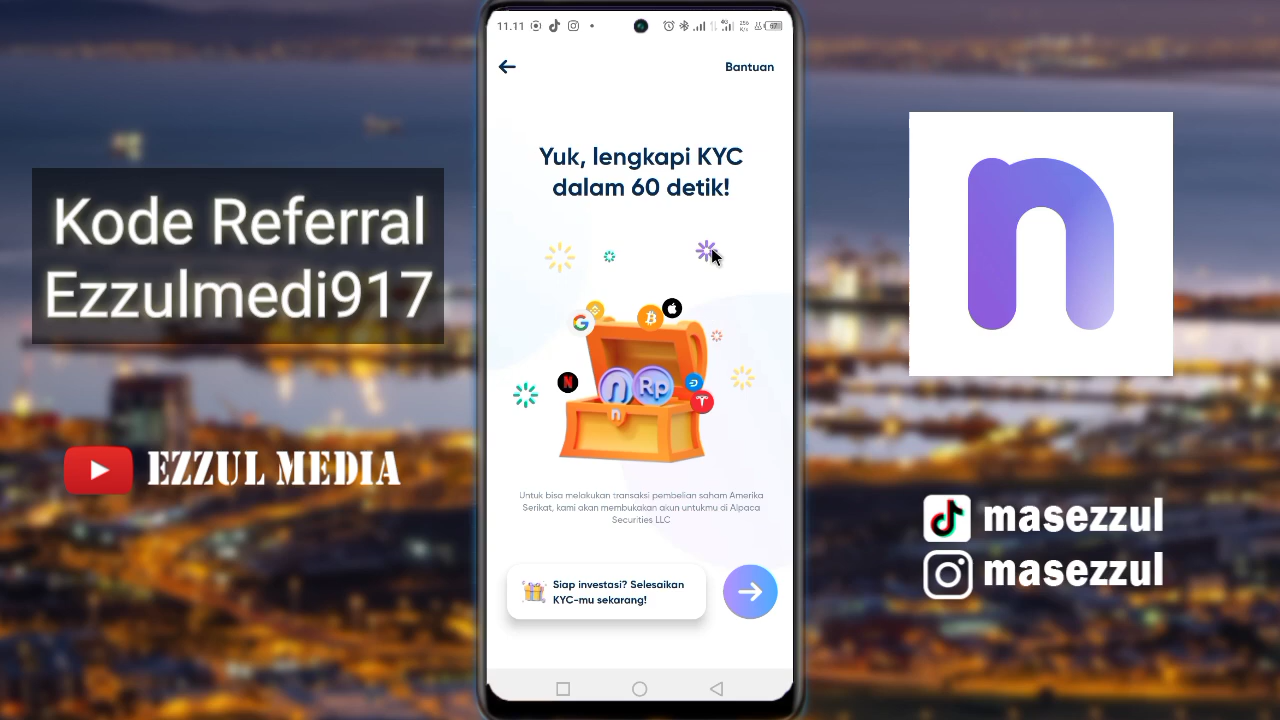 11.11
Bantuan
Yuk, lengkapi KYC
dalam 60 detik!
Kode Referral
Ezzulmedi917
n
G
N
n
Rp
n
EZZUL MEDIA
Untuk bisa melakukan transaksi pembelian saham Amerika
Serikat, kami akan membukakan akun untukmu di Alpaca
Securities LLC
masezzul
masezzul
Siap investasi? Selesaikan
KYC-mu sekarang!